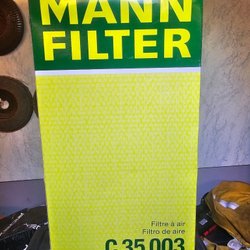 MANN
FILTER
Filtre à air
Filtro de aire
C 35 003